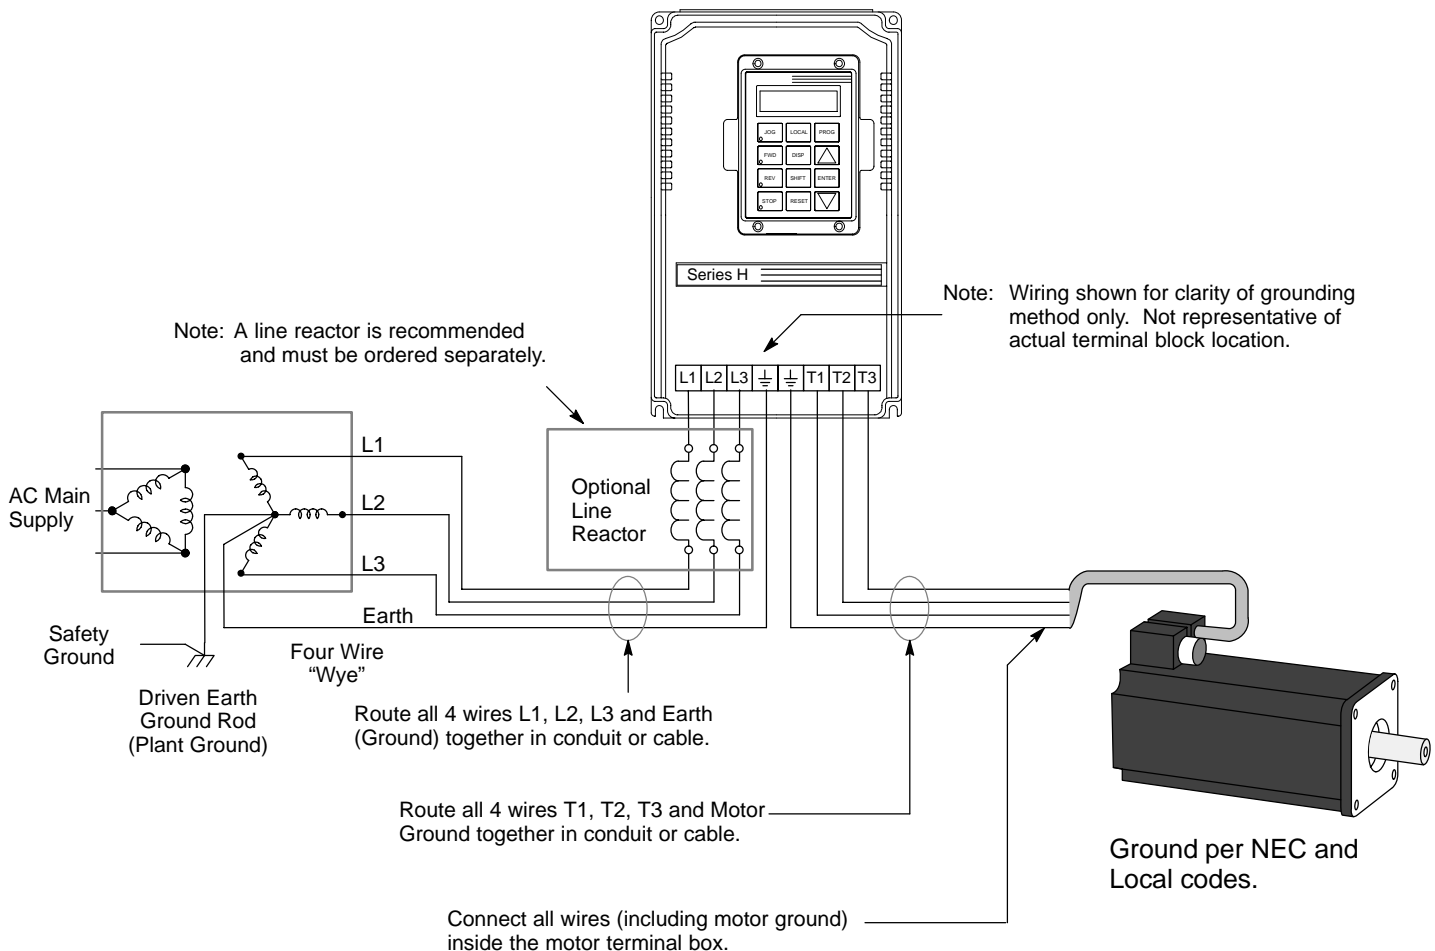 JOG LOCAL PROG
FWD DISP
REV SHIFT ENTER
STOP RESET
Series H
Note: Wiring shown for clarity of grounding
method only. Not representative of
actual terminal block location.
Note: A line reactor is recommended
and must be ordered separately.
L1 L2 L3 T1 T2 T3
L1
AC Main
Supply
L2
Optional
Line
Reactor
L3
Earth
Safety
Ground
Four Wire
“Wye”
Driven Earth
Ground Rod
(Plant Ground)
Route all 4 wires L1, L2, L3 and Earth
(Ground) together in conduit or cable.
Route all 4 wires T1, T2, T3 and Motor
Ground together in conduit or cable.
Ground per NEC and
Local codes.
Connect all wires (including motor ground)
inside the motor terminal box.